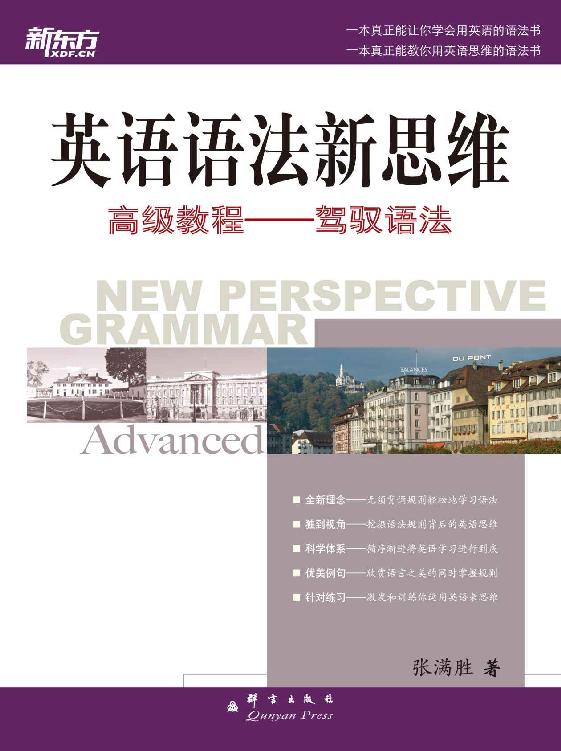 新东方
XDF.CN
一本真正能让你学会用英语的语法书
一本真正能教你用英语思维的语法书
英语语法新思维
高级教程——驾驭语法
NEW PERSPECTIVE
GRAMMAR
DU PONT
BALANCES
Advanced
■ 全新理念——无须背诵规则轻松地学习语法
■ 独到视角——挖掘语法规则背后的英语思维
■ 科学体系——循序渐进将英语学习进行到底
■ 优美例句——欣赏语言之美的同时掌握规则
■ 针对练习——激发和训练你运用英语来思维
张满胜 著
群言出版社
Qunyan Press